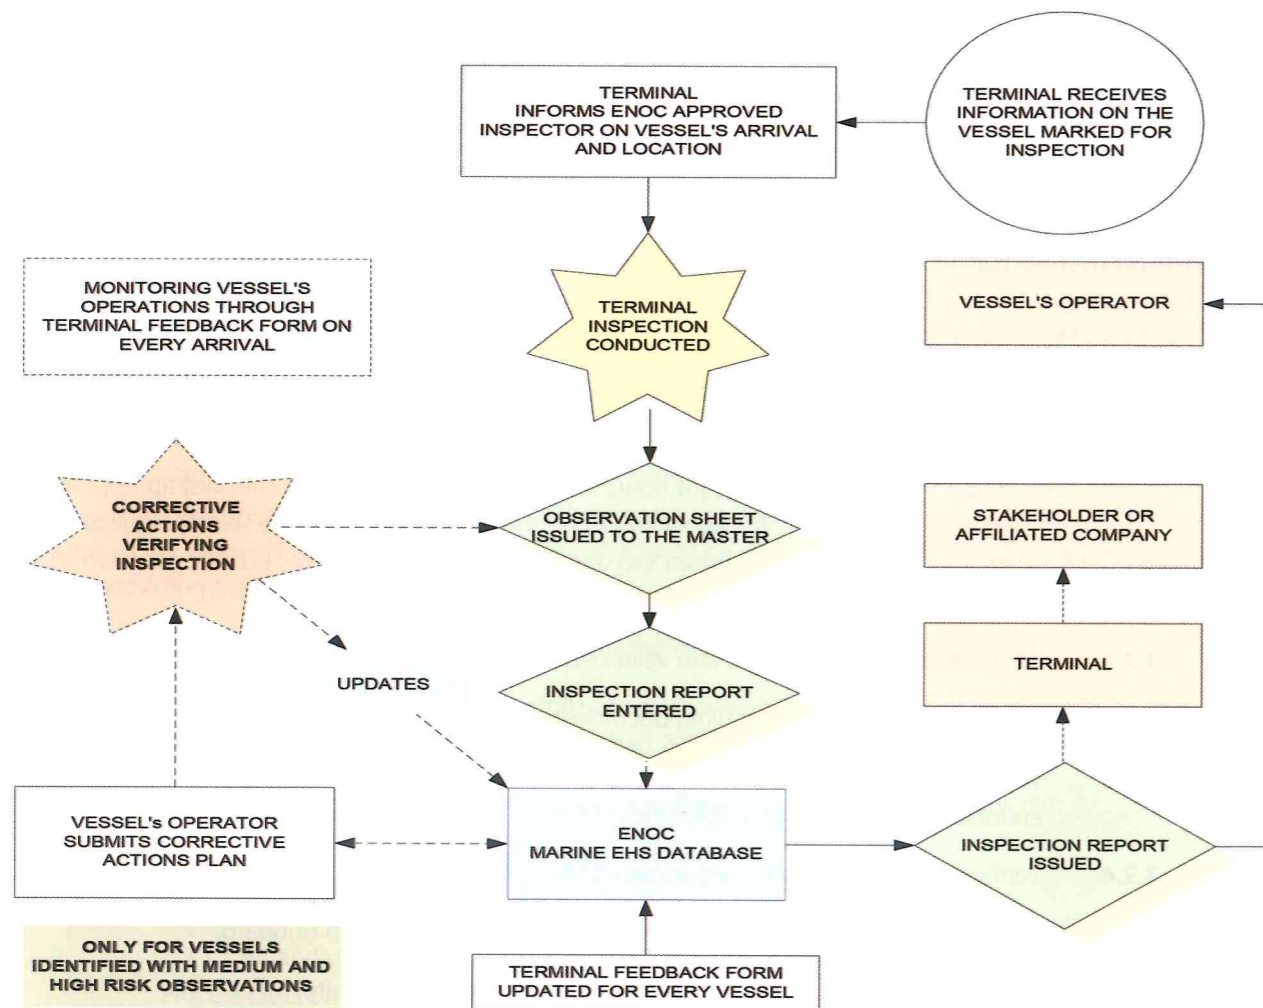 TERMINAL
INFORMS ENOC APPROVED
INSPECTOR ON VESSEL'S ARRIVAL
AND LOCATION
TERMINAL RECEIVES
INFORMATION ON THE
VESSEL MARKED FOR
INSPECTION
MONITORING VESSEL'S
OPERATIONS THROUGH
TERMINAL FEEDBACK FORM ON
EVERY ARRIVAL
TERMINAL
INSPECTION
CONDUCTED
VESSEL'S OPERATOR
CORRECTIVE
ACTIONS
VERIFYING
INSPECTION
OBSERVATION SHEET
ISSUED TO THE MASTER
STAKEHOLDER OR
AFFILIATED COMPANY
UPDATES
INSPECTION REPORT
ENTERED
TERMINAL
VESSEL's OPERATOR
SUBMITS CORRECTIVE
ACTIONS PLAN
ENOC
MARINE EHS DATABASE
INSPECTION REPORT
ISSUED
ONLY FOR VESSELS
IDENTIFIED WITH MEDIUM AND
HIGH RISK OBSERVATIONS
TERMINAL FEEDBACK FORM
UPDATED FOR EVERY VESSEL